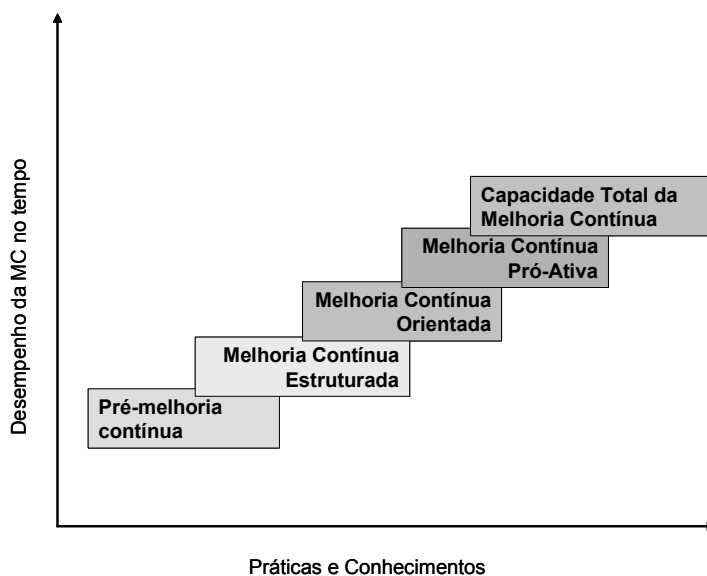 Desempenho da MC no tempo
Capacidade Total da
Melhoria Contínua
Melhoria Contínua
Pró-Ativa
Melhoria Contínua
Orientada
Melhoria Contínua
Estruturada
Pré-melhoria
contínua
Práticas e Conhecimentos